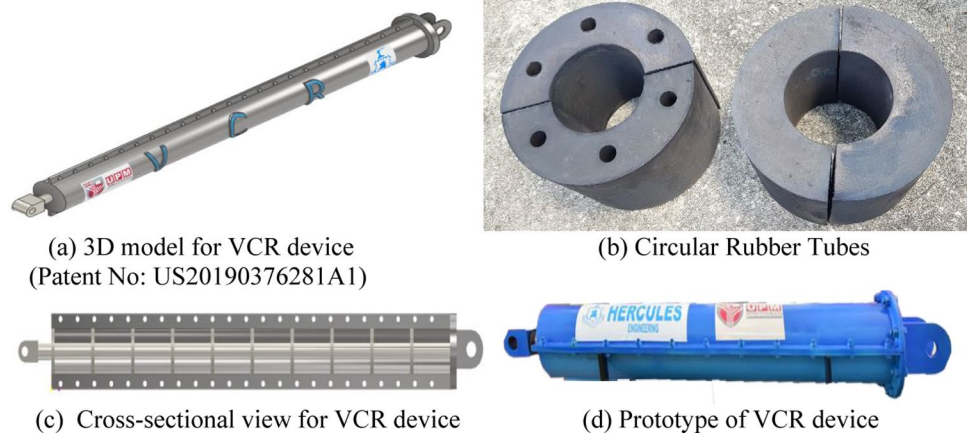 V C R
UPM
(a) 3D model for VCR device
(Patent No: US20190376281A1)
(b) Circular Rubber Tubes
HERCULES
ENGINEERING
UPM
(c) Cross-sectional view for VCR device
(d) Prototype of VCR device